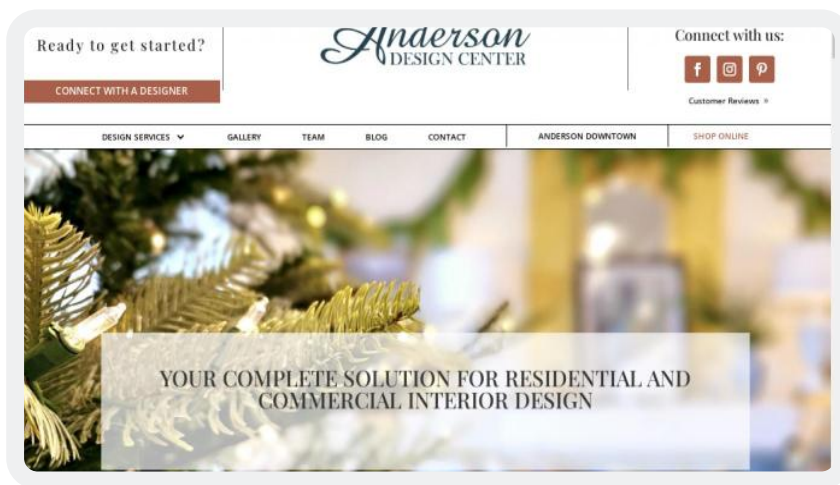 Ready to get started?
CONNECT WITH A DESIGNER
Anderson
DESIGN CENTER
Connect with us:
Customer Reviews »
DESIGN SERVICES
GALLERY
TEAM
BLOG
CONTACT
ANDERSON DOWNTOWN
SHOP ONLINE
YOUR COMPLETE SOLUTION FOR RESIDENTIAL AND
COMMERCIAL INTERIOR DESIGN